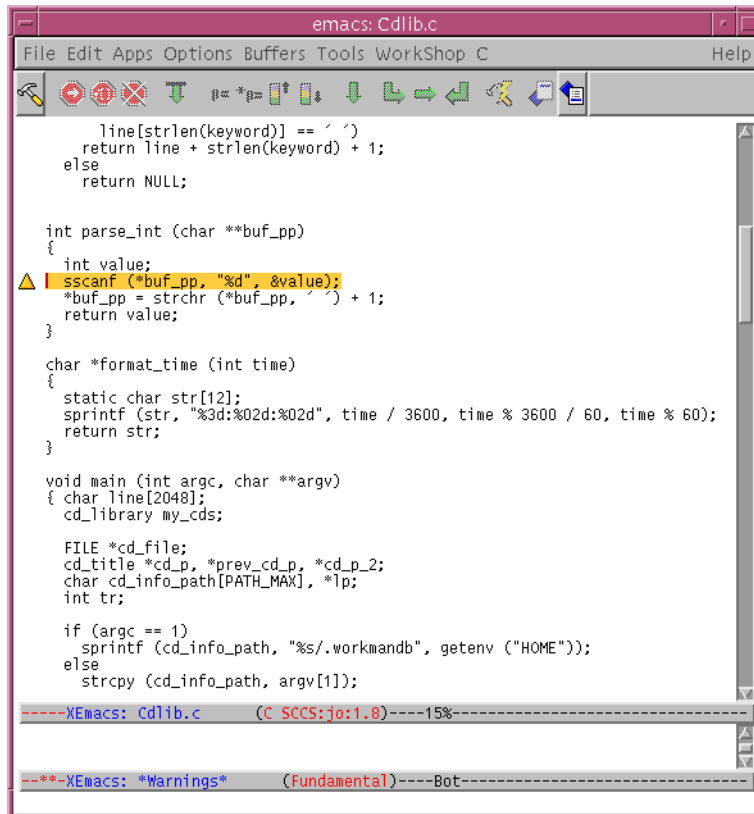 emacs: Cdlib.c
File Edit Apps Options Buffers Tools WorkShop C Help
p= *p=
line[strlen(keyword)] == ´ ´)
return line + strlen(keyword) + 1;
else
return NULL;
int parse_int (char **buf_pp)
{
int value;
sscanf (*buf_pp, "%d", &value);
*buf_pp = strchr (*buf_pp, ´ ´) + 1;
return value;
}
char *format_time (int time)
{
static char str[12];
sprintf (str, "%3d:%02d:%02d", time / 3600, time % 3600 / 60, time % 60);
return str;
}
void main (int argc, char **argv)
{ char line[2048];
cd_library my_cds;
FILE *cd_file;
cd_title *cd_p, *prev_cd_p, *cd_p_2;
char cd_info_path[PATH_MAX], *lp;
int tr;
if (argc == 1)
sprintf (cd_info_path, "%s/.workmandb", getenv ("HOME"));
else
strcpy (cd_info_path, argv[1]);
-----XEmacs: Cdlib.c (C SCCS:jo:1.8)----15%--------------------------------
--**-XEmacs: *Warnings* (Fundamental)----Bot--------------------------------